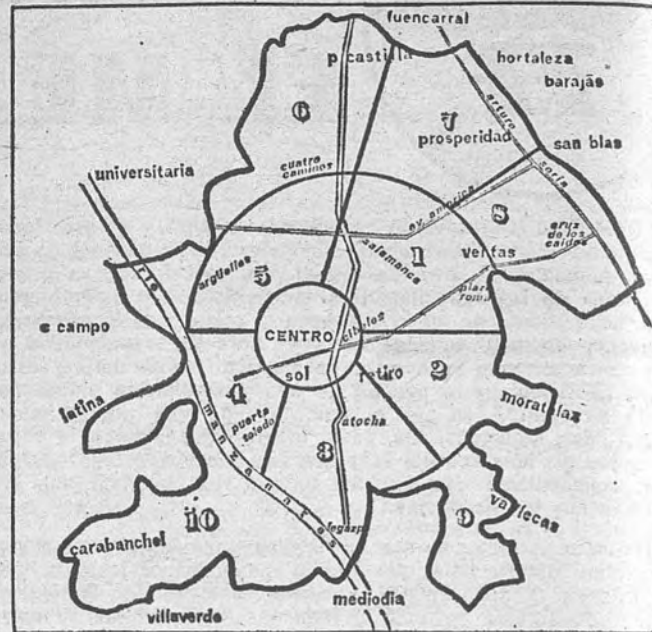 fuencarral
p castilla
hortaleza
barajas
6
7
arturo
prosperidad
san blas
cuatro
caminos
soria
universitaria
av america
8
cruz
de los
caidos
salamanca
1
ventas
argüelles
5
plaza
roma
rio
e campo
CENTRO
cibeles
sol
retiro
2
4
latina
puerta
toledo
atocha
moratalas
manzanares
3
10
9
vallecas
legazpi
carabanchel
mediodia
villaverde